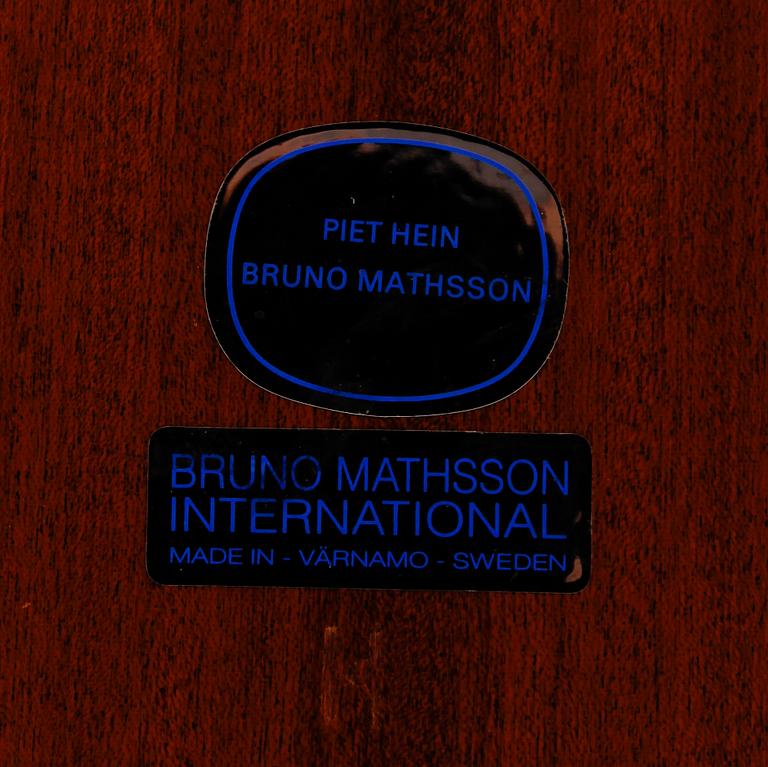 PIET HEIN
BRUNO MATHSSON
BRUNO MATHSSON
INTERNATIONAL
MADE IN - VÄRNAMO - SWEDEN